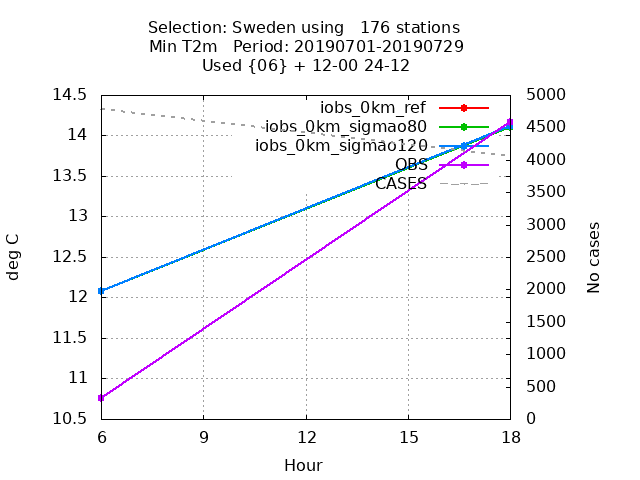 Selection: Sweden using   176 stations
Min T2m   Period: 20190701-20190729
Used {06} + 12-00 24-12
14.5
14
13.5
13
12.5
12
11.5
11
10.5
deg C
5000
4500
4000
3500
3000
2500
2000
1500
1000
500
0
No cases
iobs_0km_ref
iobs_0km_sigmao80
iobs_0km_sigmao120
OBS
CASES
6 9 12 15 18
Hour